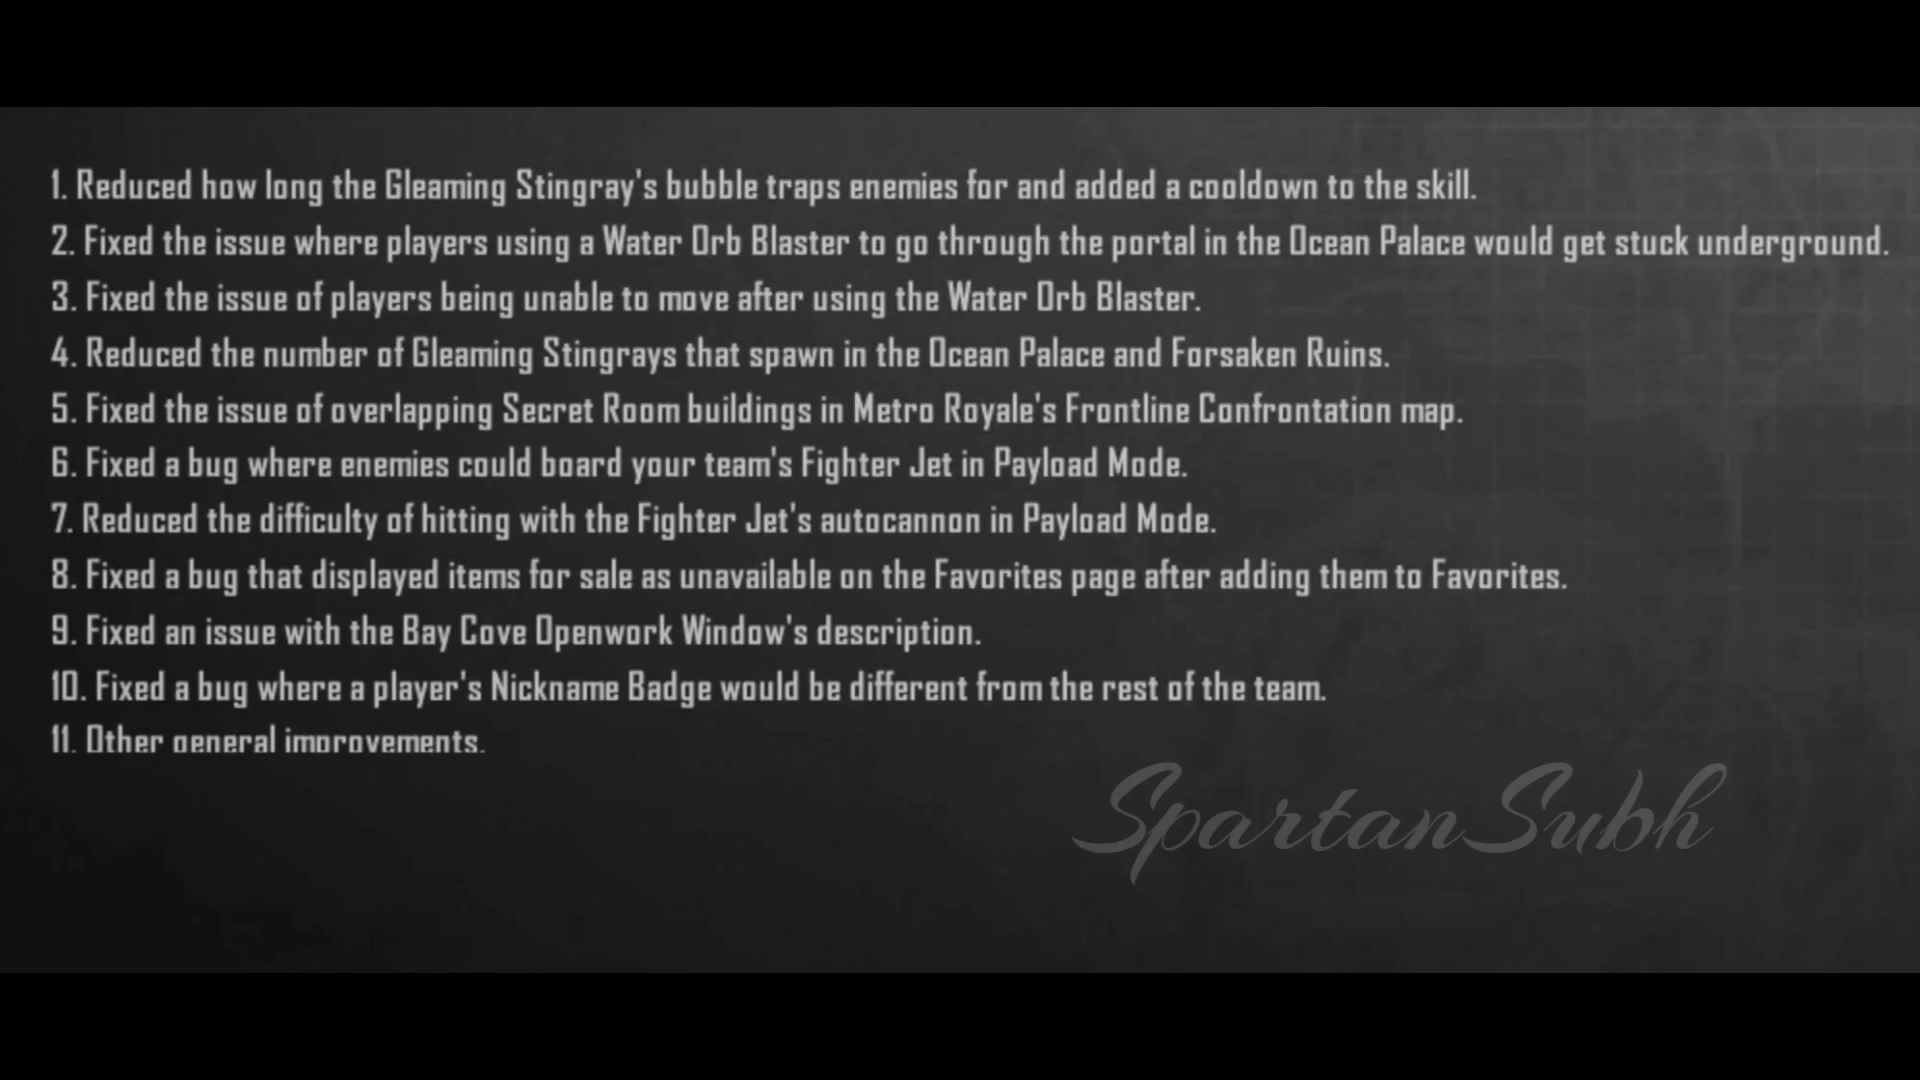 1. Reduced how long the Gleaming Stingray's bubble traps enemies for and added a cooldown to the skill.
2. Fixed the issue where players using a Water Orb Blaster to go through the portal in the Ocean Palace would get stuck underground.
3. Fixed the issue of players being unable to move after using the Water Orb Blaster.
4. Reduced the number of Gleaming Stingrays that spawn in the Ocean Palace and Forsaken Ruins.
5. Fixed the issue of overlapping Secret Room buildings in Metro Royale's Frontline Confrontation map.
6. Fixed a bug where enemies could board your team's Fighter Jet in Payload Mode.
7. Reduced the difficulty of hitting with the Fighter Jet's autocannon in Payload Mode.
8. Fixed a bug that displayed items for sale as unavailable on the Favorites page after adding them to Favorites.
9. Fixed an issue with the Bay Cove Openwork Window's description.
10. Fixed a bug where a player's Nickname Badge would be different from the rest of the team.
11. Other general improvements.
SpartanSubh